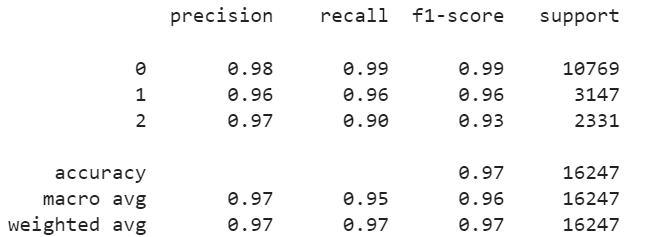 precision recall f1-score support
0 0.98 0.99 0.99 10769
1 0.96 0.96 0.96 3147
2 0.97 0.90 0.93 2331
accuracy 0.97 16247
macro avg 0.97 0.95 0.96 16247
weighted avg 0.97 0.97 0.97 16247